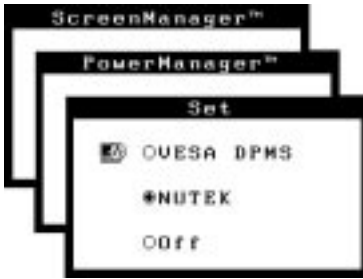 ScreenManager™
PowerManager™
Set
VESA DPMS
NUTEK
Off